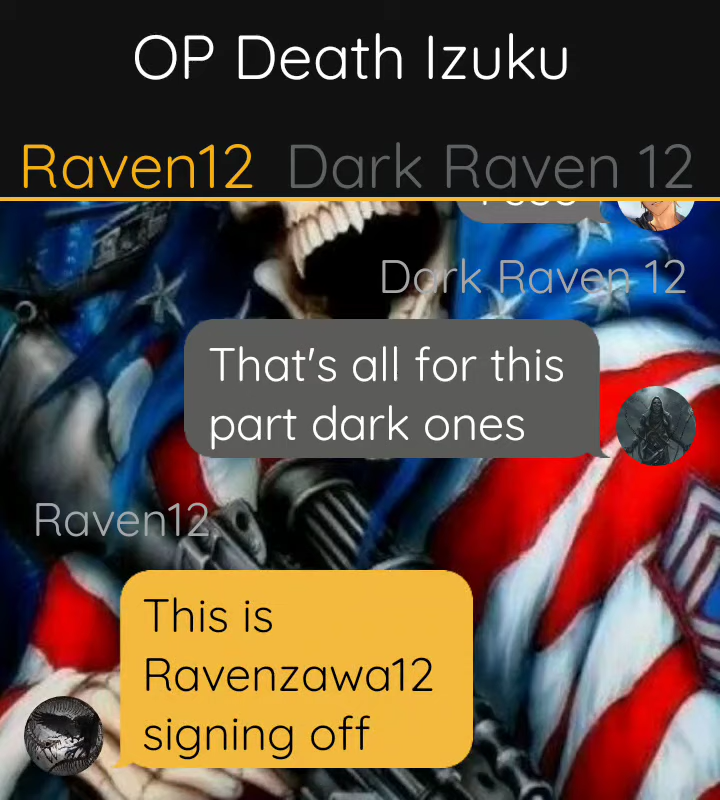 OP Death Izuku
Raven12 Dark Raven 12
Dark Raven 12
That's all for this
part dark ones
Raven12
This is
Ravenzawa12
signing off